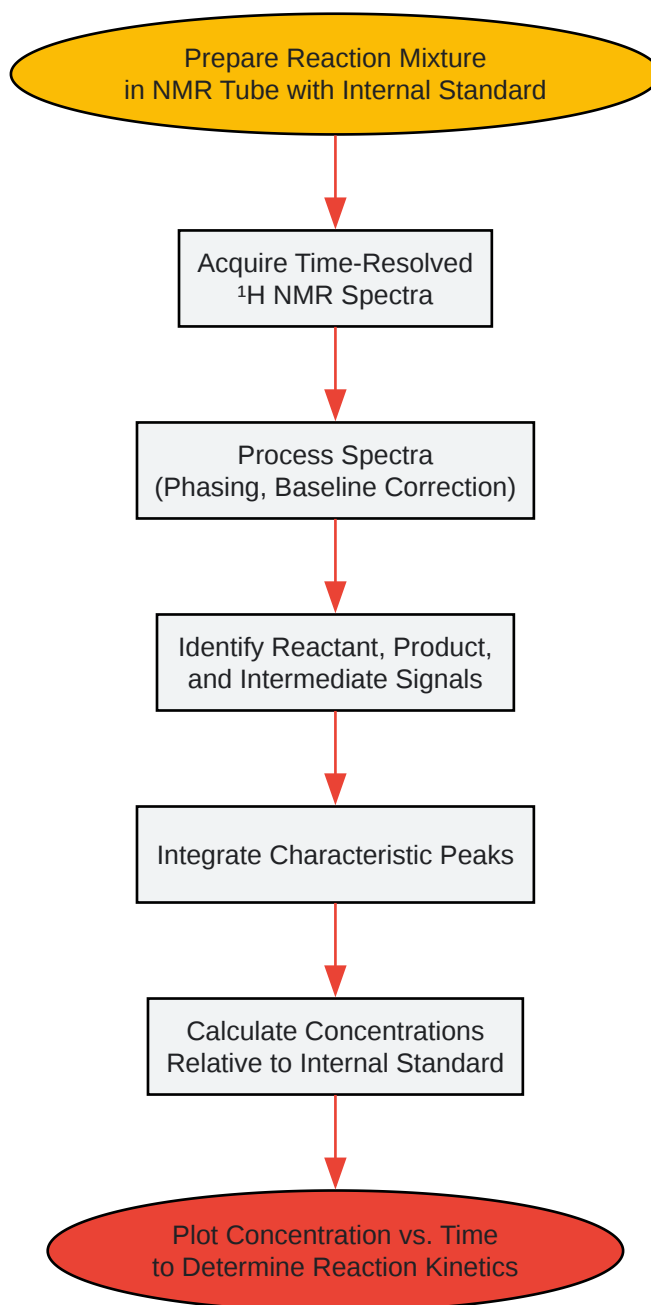 Prepare Reaction Mixture
in NMR Tube with Internal Standard
Acquire Time-Resolved
¹H NMR Spectra
Process Spectra
(Phasing, Baseline Correction)
Identify Reactant, Product,
and Intermediate Signals
Integrate Characteristic Peaks
Calculate Concentrations
Relative to Internal Standard
Plot Concentration vs. Time
to Determine Reaction Kinetics